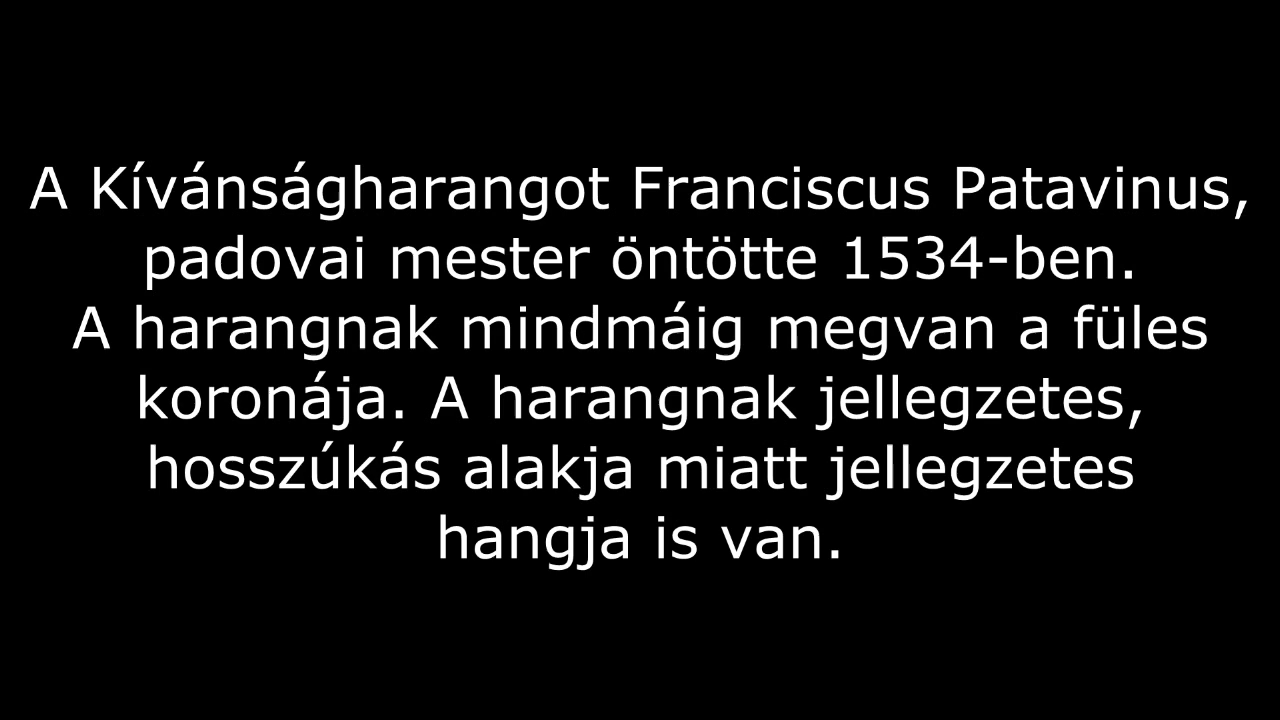 A Kívánságharangot Franciscus Patavinus,
padovai mester öntötte 1534-ben.
A harangnak mindmáig megvan a füles
koronája. A harangnak jellegzetes,
hosszúkás alakja miatt jellegzetes
hangja is van.